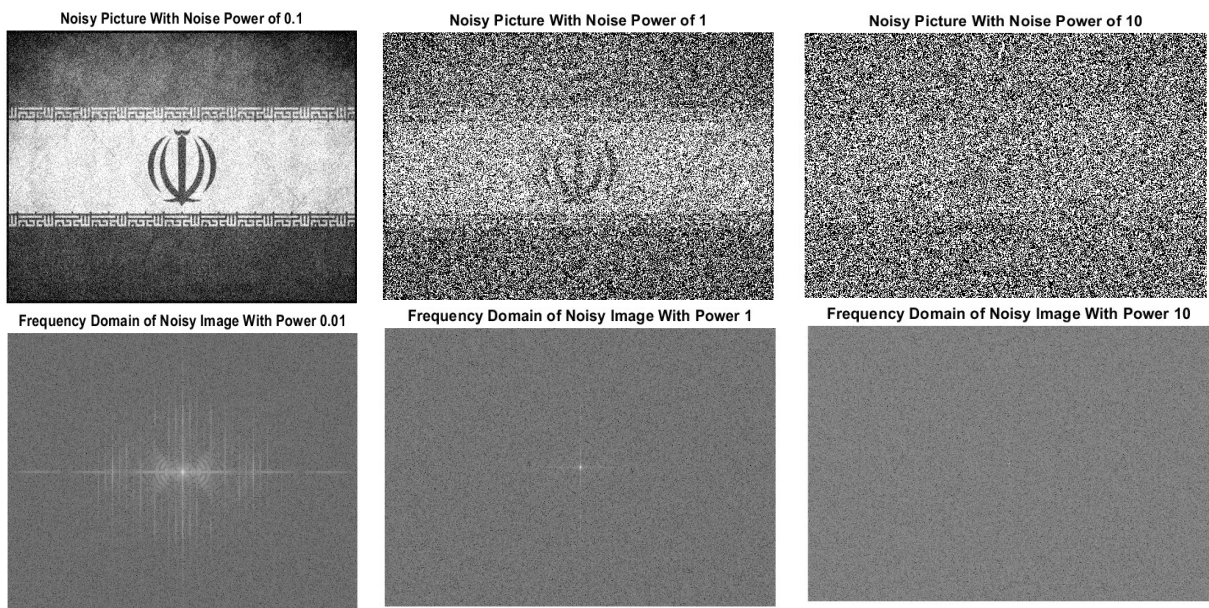 Noisy Picture With Noise Power of 0.1
Noisy Picture With Noise Power of 1
Noisy Picture With Noise Power of 10
Frequency Domain of Noisy Image With Power 0.01
Frequency Domain of Noisy Image With Power 1
Frequency Domain of Noisy Image With Power 10